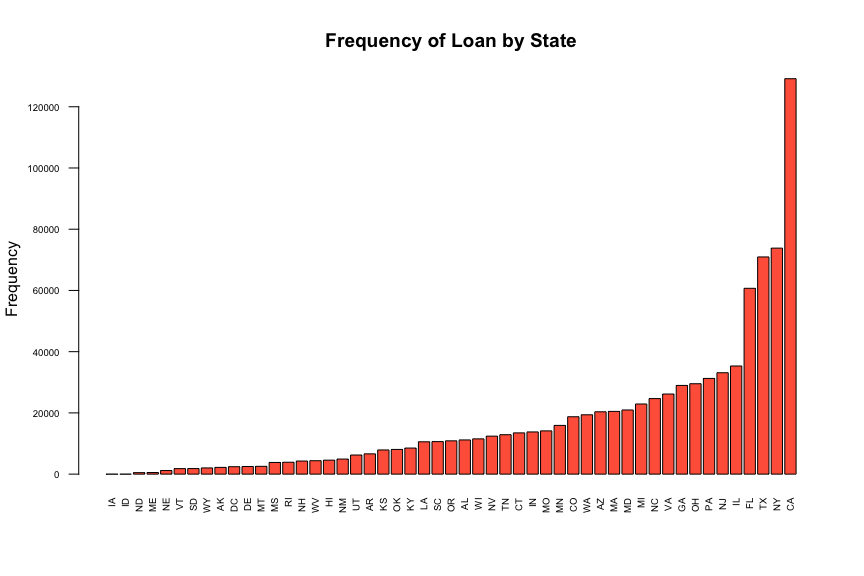 Frequency of Loan by State
Frequency
120000
100000
80000
60000
40000
20000
0
IA ID ND ME NE VT SD WY AK DC DE MT MS RI NH WV HI NM UT AR KS OK KY LA SC OR AL WI NV TN CT IN MO MN CO WA AZ MA MD MI NC VA GA OH PA NJ IL FL TX NY CA